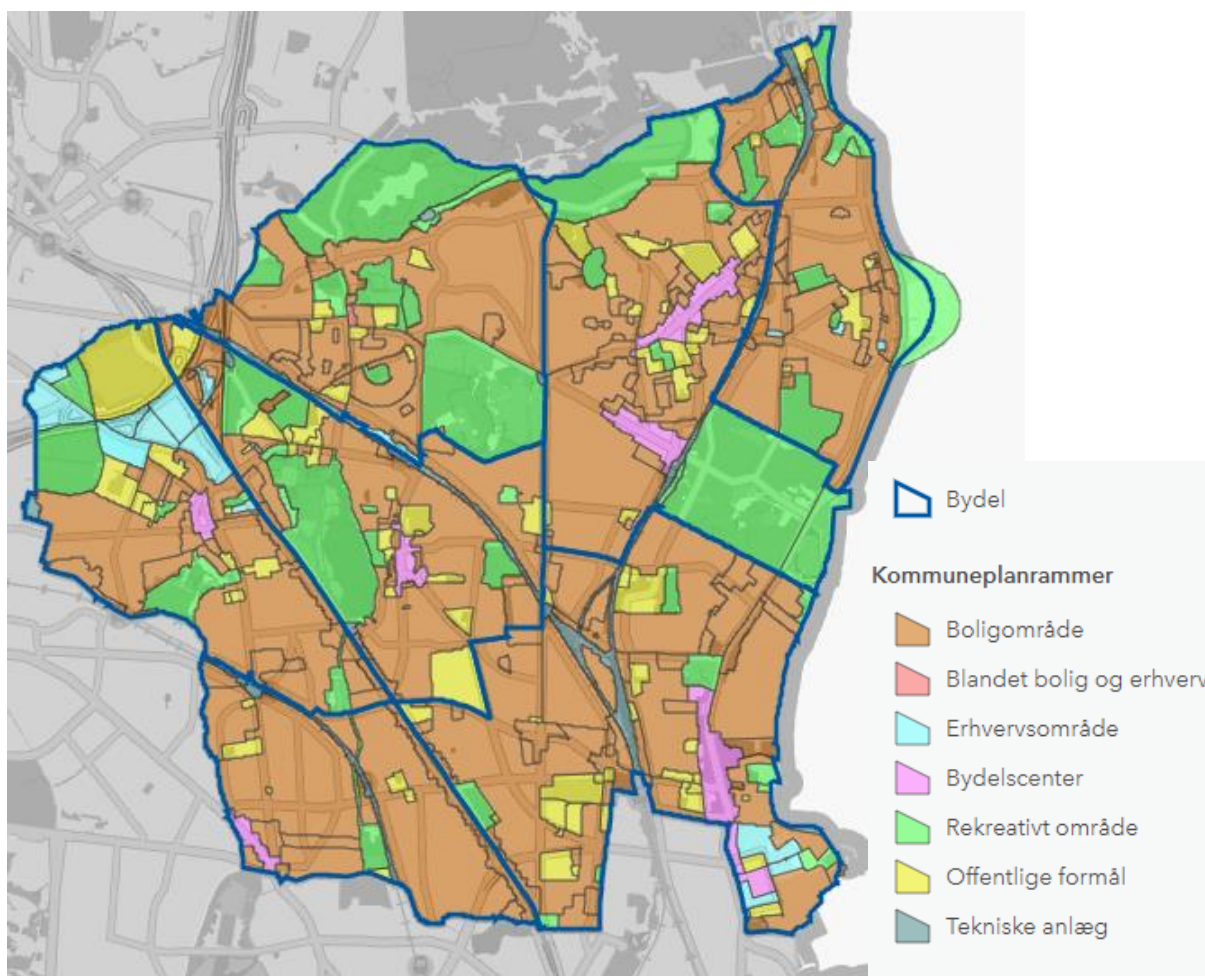 Bydel
Kommuneplanrammer
Boligområde
Blandet bolig og erhverv
Erhvervsområde
Bydelscenter
Rekreativt område
Offentlige formål
Tekniske anlæg